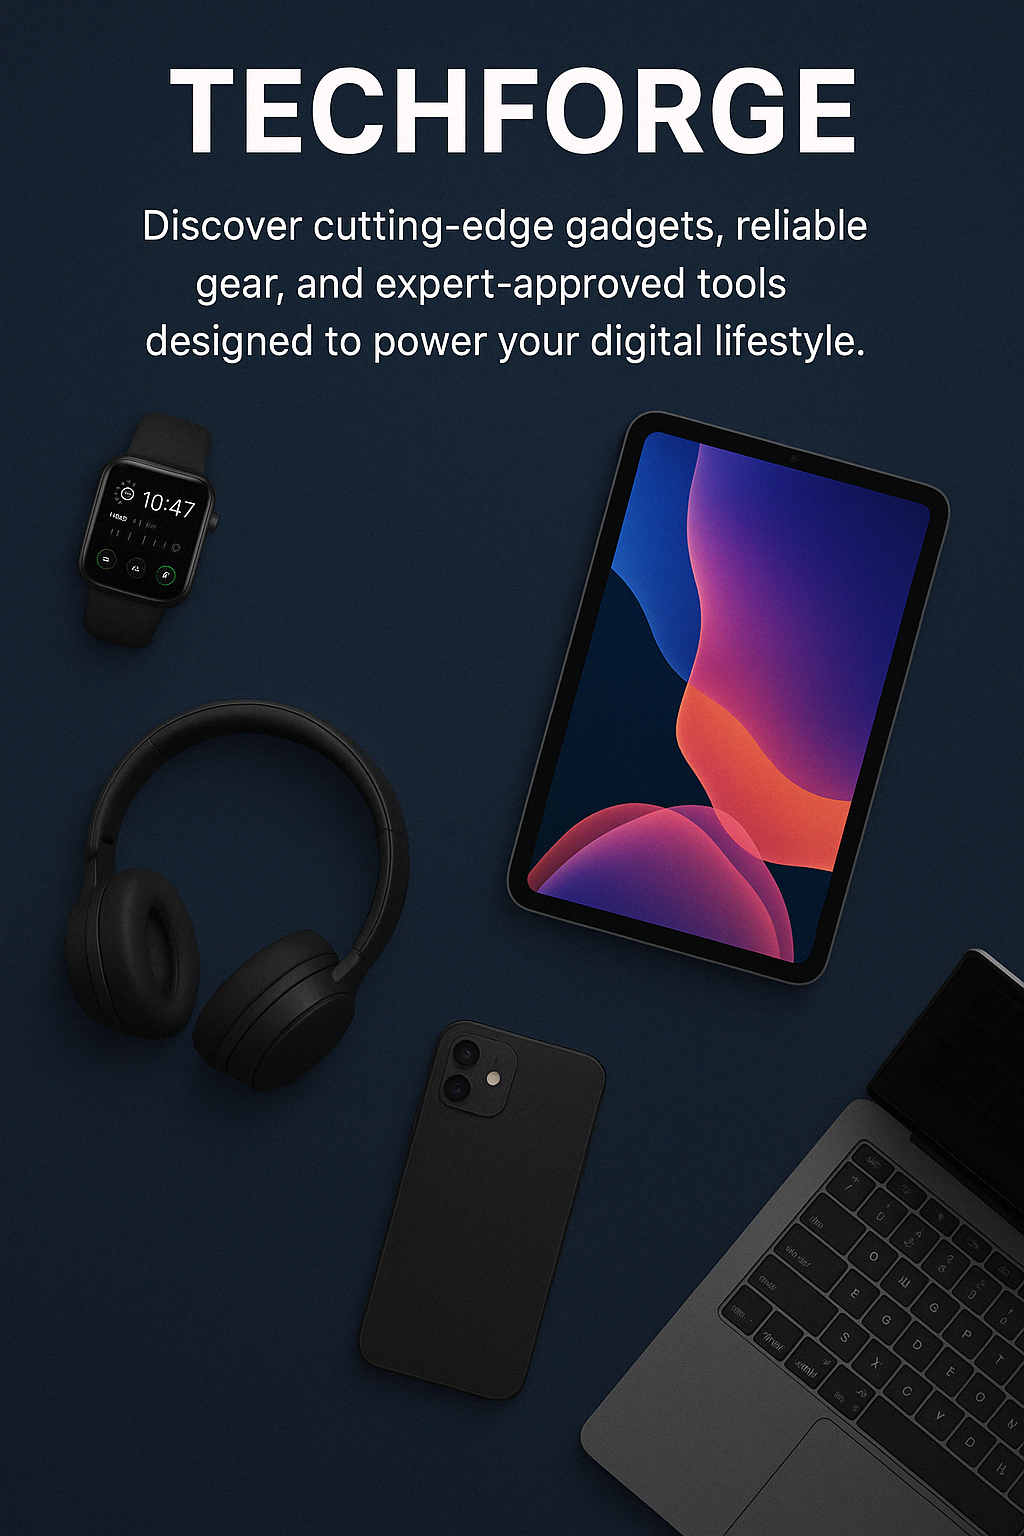 TECHFORGE
Discover cutting-edge gadgets, reliable
gear, and expert-approved tools
designed to power your digital lifestyle.
10:47
O
E G P
S D E T
X C V O N
D